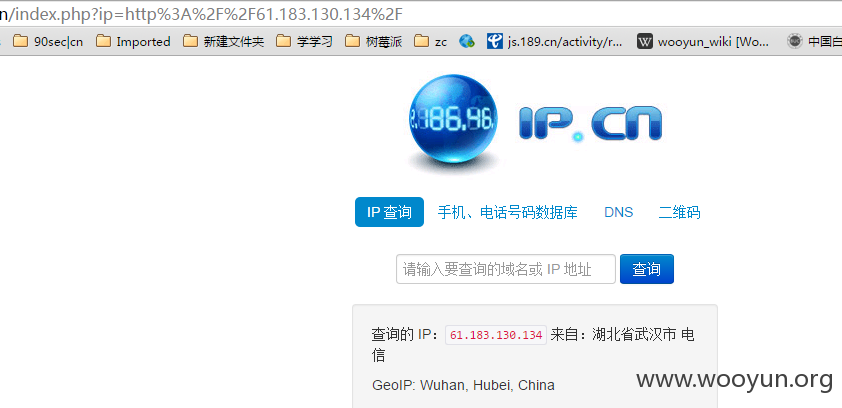 n/index.php?ip=http%3A%2F%2F61.183.130.134%2F
90sec|cn Imported 新建文件夹 学学习 树莓派 zc js.189.cn/activity/r... wooyun_wiki [Wo... 中国白
2.186.46. IP.CN
IP 查询 手机、电话号码数据库 DNS 二维码
请输入要查询的域名或 IP 地址 查询
查询的 IP：61.183.130.134 来自：湖北省武汉市 电
信
GeoIP: Wuhan, Hubei, China
www.wooyun.org